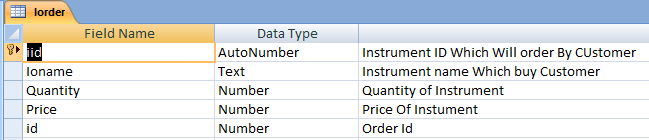 Iorder
Field Name Data Type
iid AutoNumber Instrument ID Which Will order By CUstomer
Ioname Text Instrument name Which buy Customer
Quantity Number Quantity of Instrument
Price Number Price Of Instument
id Number Order Id